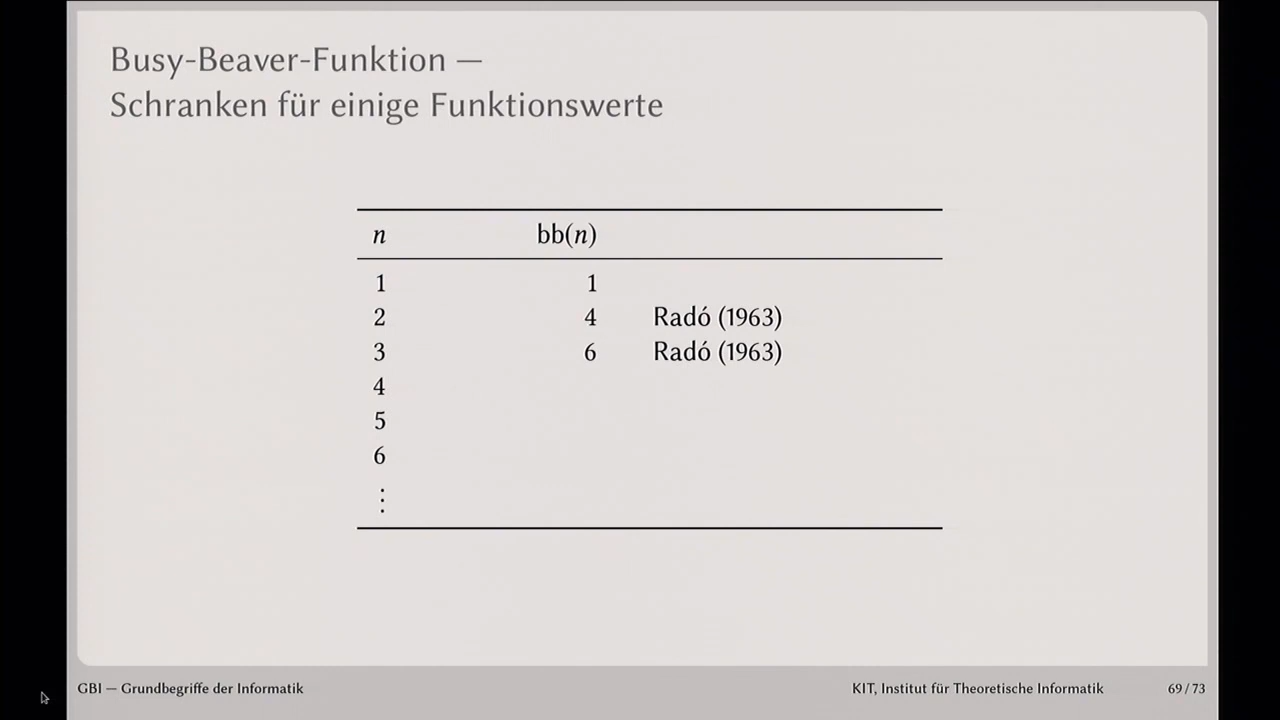 Busy-Beaver-Funktion —
Schranken für einige Funktionswerte
n bb(n)
1 1
2 4 Radó (1963)
3 6 Radó (1963)
4
5
6
⋮
GBI — Grundbegriffe der Informatik KIT, Institut für Theoretische Informatik 69 / 73